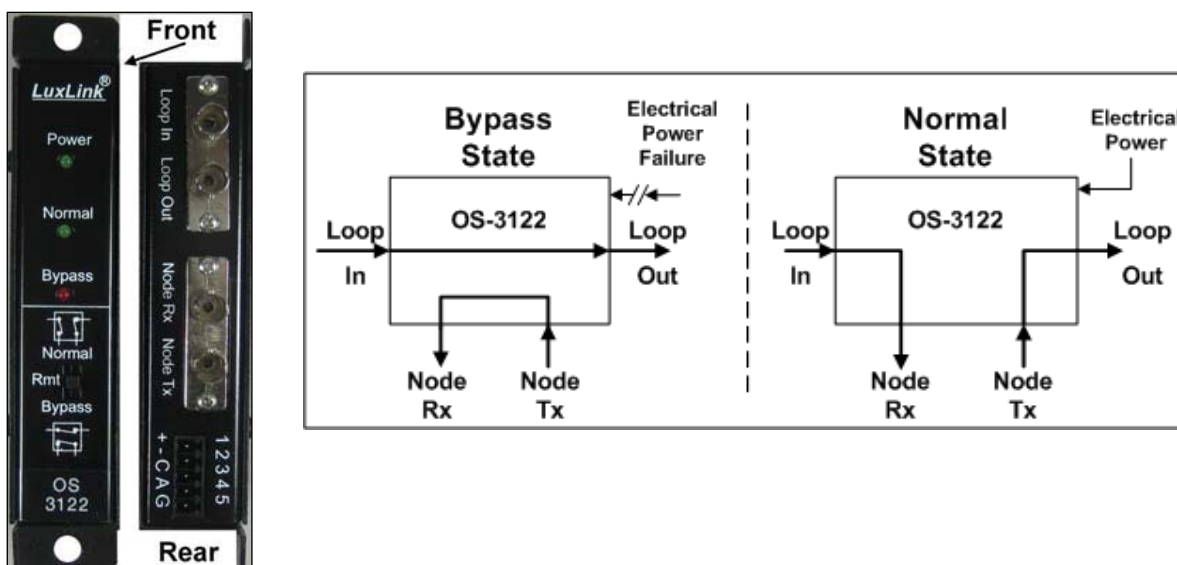 Front
LuxLink®
Power
Normal
Bypass
Normal
Rmt
Bypass
OS
3122
Loop In
Loop Out
Node Rx
Node Tx
+ - C A G
1 2 3 4 5
Rear
Bypass
State
Electrical
Power
Failure
OS-3122
Loop
In
Loop
Out
Node
Rx
Node
Tx
Normal
State
Electrical
Power
OS-3122
Loop
In
Loop
Out
Node
Rx
Node
Tx